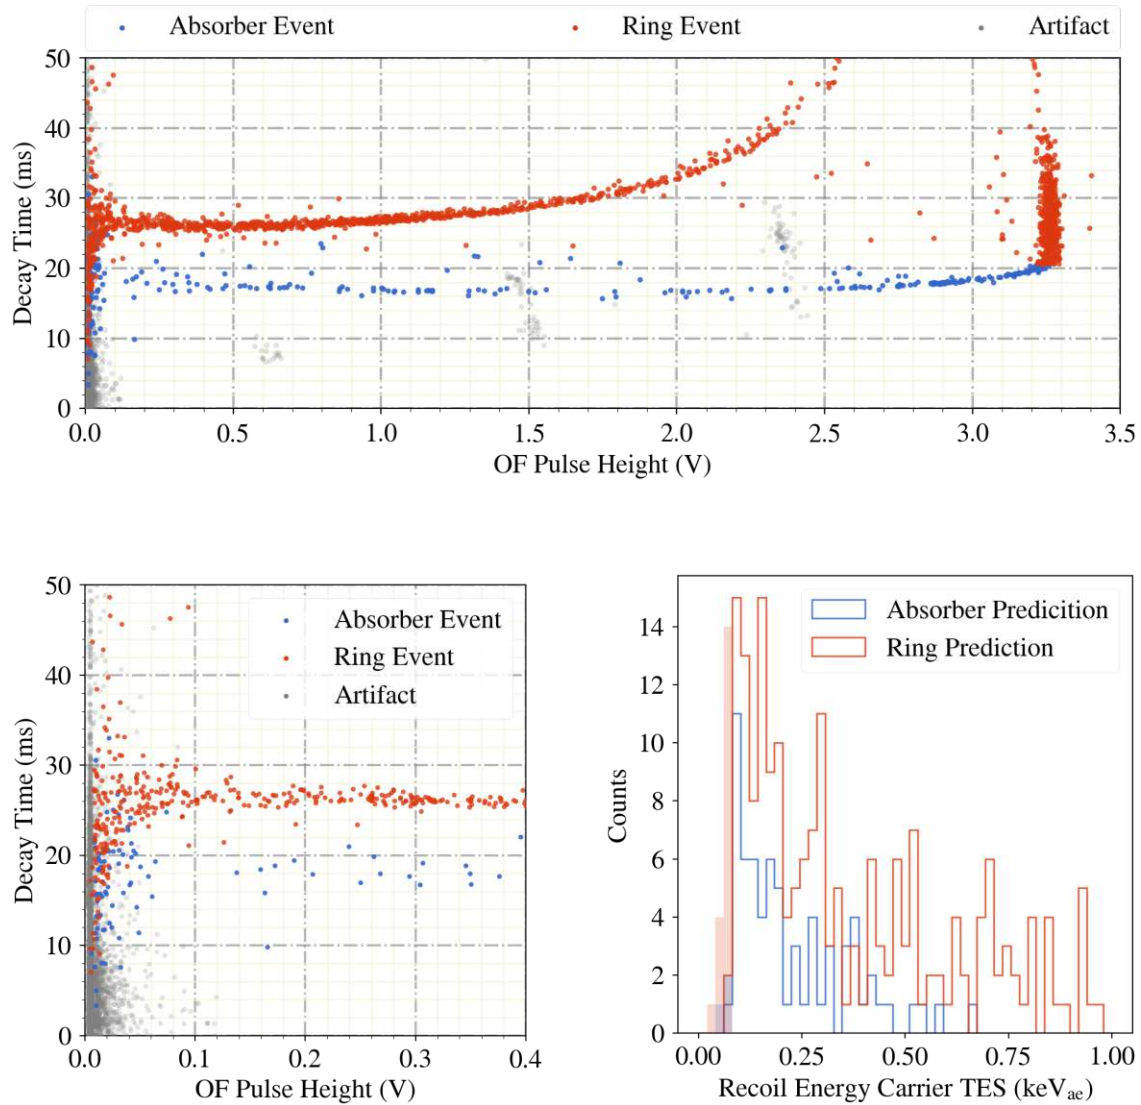 Absorber Event Ring Event Artifact
50
40
30
20
10
0
Decay Time (ms)
0.0 0.5 1.0 1.5 2.0 2.5 3.0 3.5
OF Pulse Height (V)
50
40
30
20
10
0
Decay Time (ms)
Absorber Event
Ring Event
Artifact
0.0 0.1 0.2 0.3 0.4
OF Pulse Height (V)
14
12
10
8
6
4
2
0
Counts
Absorber Predicition
Ring Prediction
0.00 0.25 0.50 0.75 1.00
Recoil Energy Carrier TES (keVae)